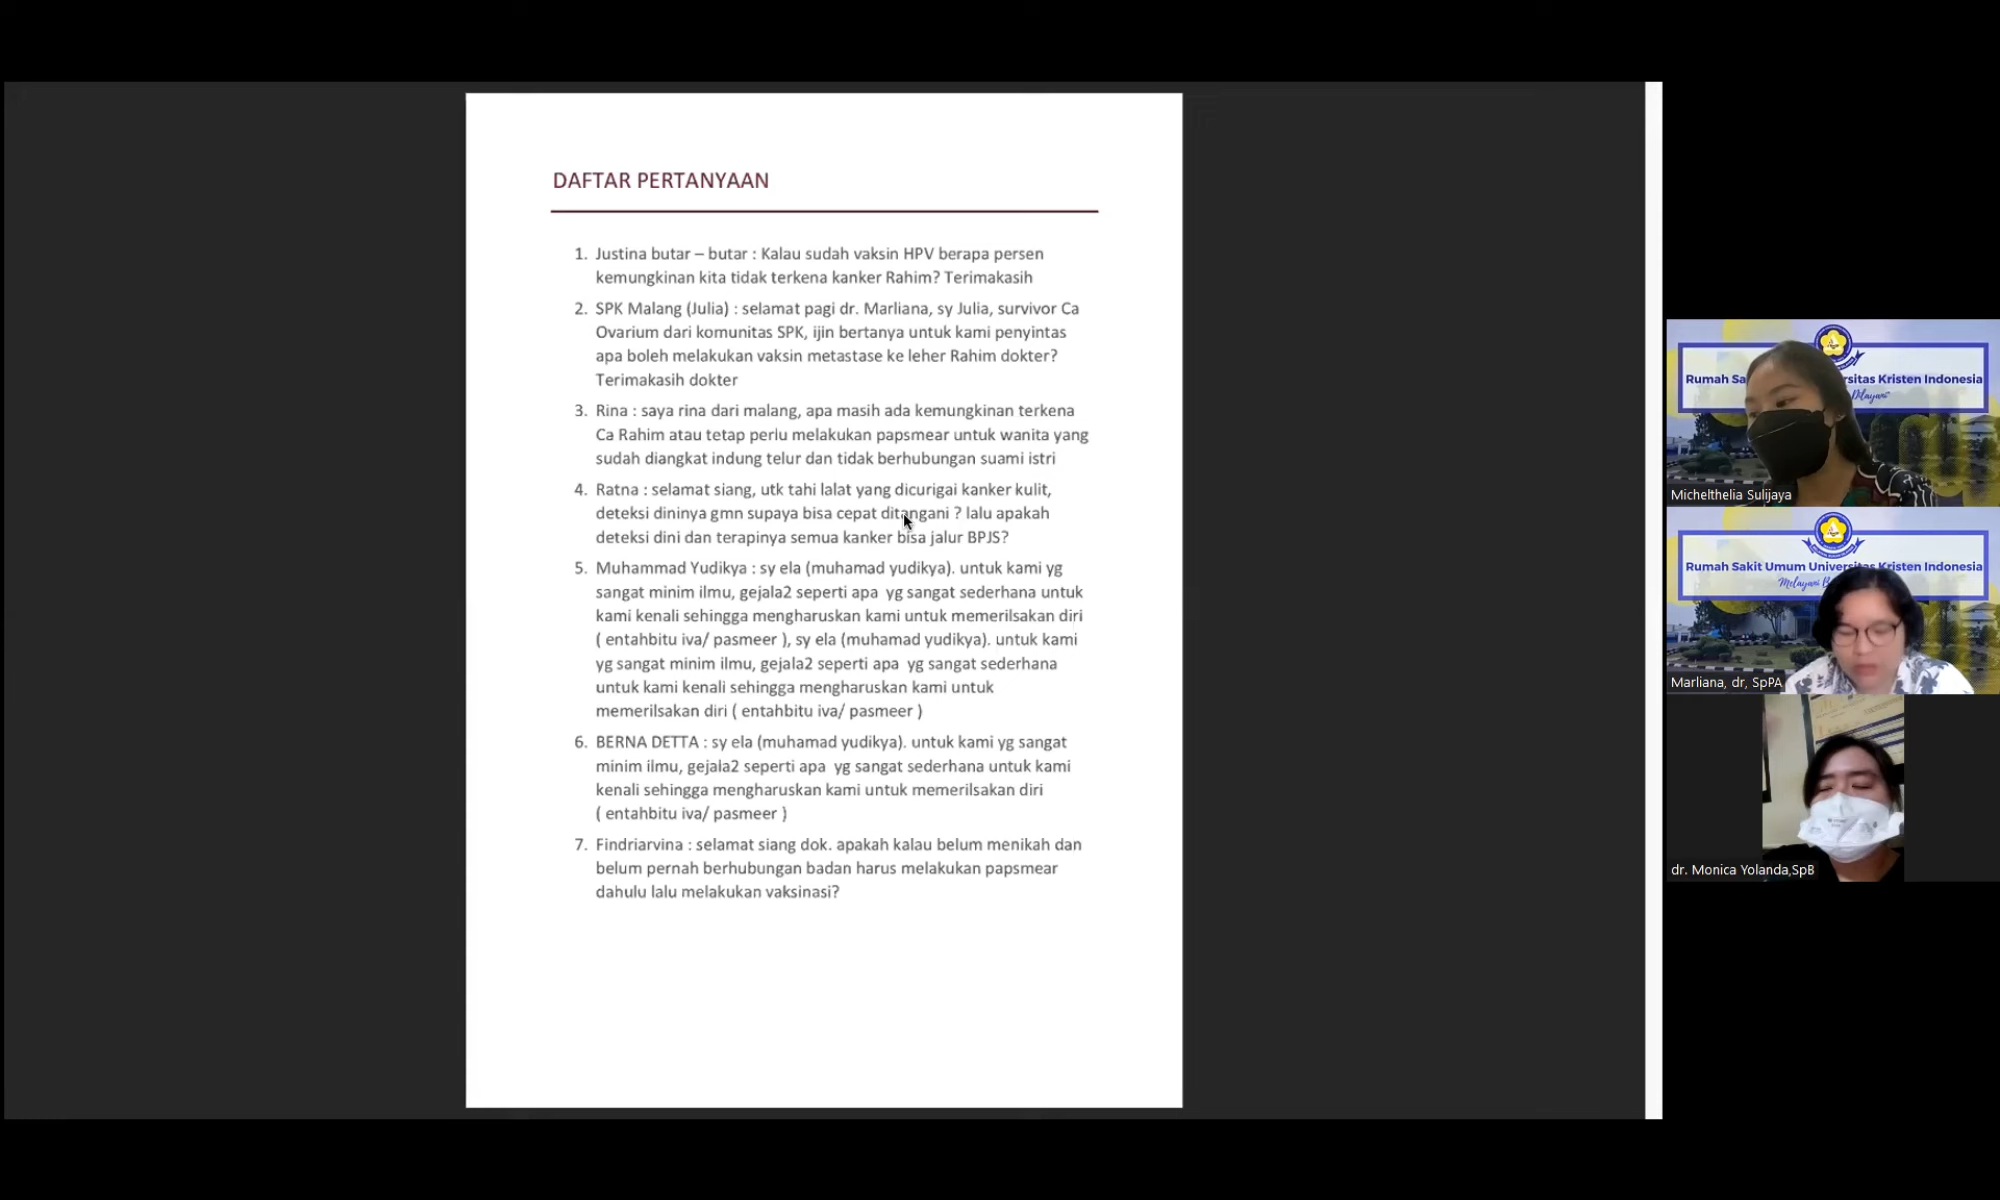 DAFTAR PERTANYAAN
1. Justina butar – butar : Kalau sudah vaksin HPV berapa persen
kemungkinan kita tidak terkena kanker Rahim? Terimakasih
2. SPK Malang (Julia) : selamat pagi dr. Marliana, sy Julia, survivor Ca
Ovarium dari komunitas SPK, ijin bertanya untuk kami penyintas
apa boleh melakukan vaksin metastase ke leher Rahim dokter?
Terimakasih dokter
3. Rina : saya rina dari malang, apa masih ada kemungkinan terkena
Ca Rahim atau tetap perlu melakukan papsmear untuk wanita yang
sudah diangkat indung telur dan tidak berhubungan suami istri
4. Ratna : selamat siang, utk tahi lalat yang dicurigai kanker kulit,
deteksi dininya gmn supaya bisa cepat ditangani ? lalu apakah
deteksi dini dan terapinya semua kanker bisa jalur BPJS?
5. Muhammad Yudikya : sy ela (muhamad yudikya). untuk kami yg
sangat minim ilmu, gejala2 seperti apa yg sangat sederhana untuk
kami kenali sehingga mengharuskan kami untuk memerilsakan diri
( entahbitu iva/ pasmeer ), sy ela (muhamad yudikya). untuk kami
yg sangat minim ilmu, gejala2 seperti apa yg sangat sederhana
untuk kami kenali sehingga mengharuskan kami untuk
memerilsakan diri ( entahbitu iva/ pasmeer )
6. BERNA DETTA : sy ela (muhamad yudikya). untuk kami yg sangat
minim ilmu, gejala2 seperti apa yg sangat sederhana untuk kami
kenali sehingga mengharuskan kami untuk memerilsakan diri
( entahbitu iva/ pasmeer )
7. Findriarvina : selamat siang dok. apakah kalau belum menikah dan
belum pernah berhubungan badan harus melakukan papsmear
dahulu lalu melakukan vaksinasi?
Rumah Sa rsitas Kristen Indonesia
Dilayani"
Michelthelia Sulijaya
Rumah Sakit Umum Universitas Kristen Indonesia
Melayani B
Marliana, dr, SpPA
dr. Monica Yolanda,SpB